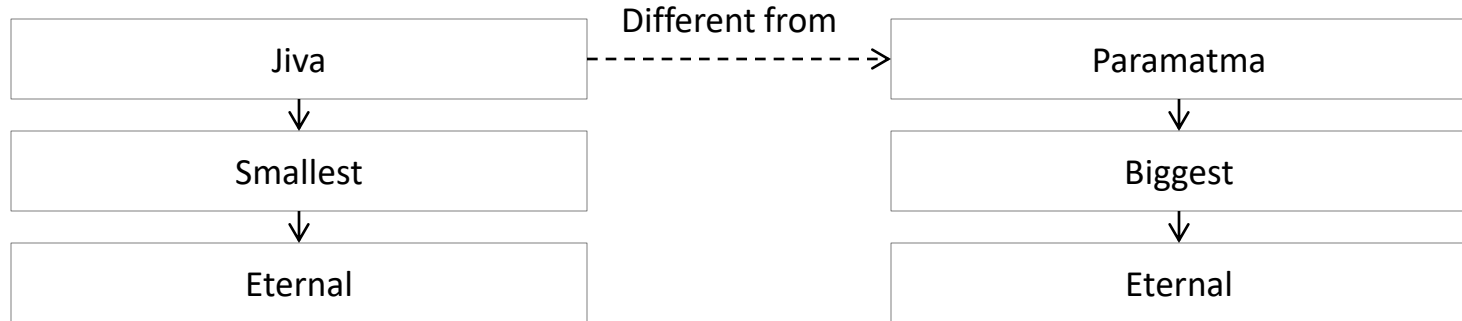 Different from
Jiva
Paramatma
Smallest
Biggest
Eternal
Eternal